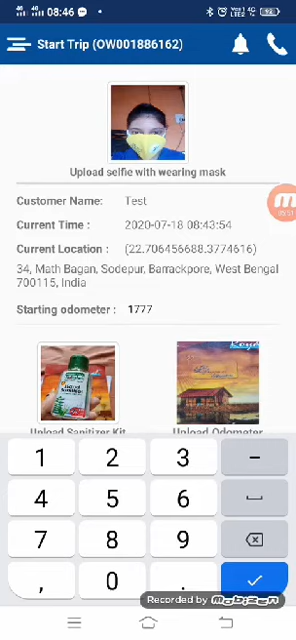 08:46
Start Trip (OW001886162)
Upload selfie with wearing mask
Customer Name: Test
Current Time : 2020-07-18 08:43:54
Current Location : (22.706456688.3774616)
34, Math Bagan, Sodepur, Barrackpore, West Bengal
700115, India
Starting odometer : 1777
Upload Sanitizer Kit Upload Odometer
1 2 3 -
4 5 6
7 8 9
, 0 .
Recorded by mobizen